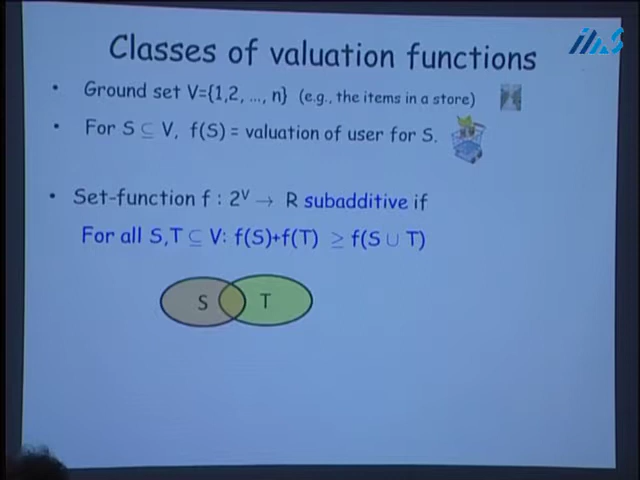 Classes of valuation functions
• Ground set V={1,2, ..., n} (e.g., the items in a store)
• For S ⊆ V, f(S) = valuation of user for S.
• Set-function f : 2^V → R subadditive if
For all S,T ⊆ V: f(S)+f(T) ≥ f(S ∪ T)
S T